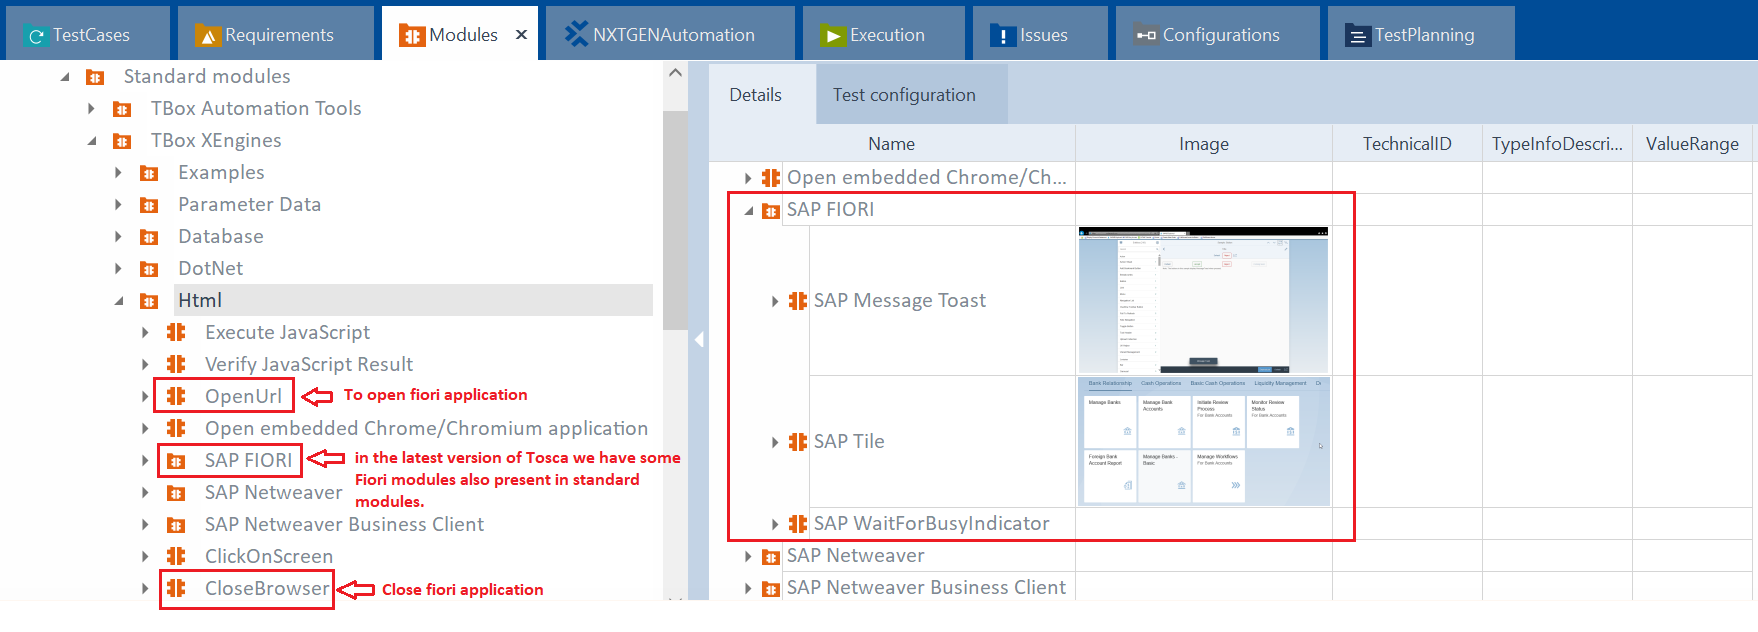 TestCases
Requirements
Modules
NXTGENAutomation
Execution
Issues
Configurations
TestPlanning
Standard modules
TBox Automation Tools
TBox XEngines
Examples
Parameter Data
Database
DotNet
Html
Execute JavaScript
Verify JavaScript Result
OpenUrl
To open fiori application
Open embedded Chrome/Chromium application
SAP FIORI
in the latest version of Tosca we have some
Fiori modules also present in standard
modules.
SAP Netweaver
SAP Netweaver Business Client
ClickOnScreen
CloseBrowser
Close fiori application
Details
Test configuration
Name
Image
TechnicalID
TypeInfoDescri...
ValueRange
Open embedded Chrome/Ch...
SAP FIORI
SAP Message Toast
SAP Tile
Bank Relationship
Cash Operations
Basic Cash Operations
Liquidity Management
Manage Banks
Manage Bank
Accounts
Initiate Review
Process
For Bank Accounts
Monitor Review
Status
For Bank Accounts
Foreign Bank
Account Report
Manage Banks -
Basic
Manage Workflows
For Bank Accounts
SAP WaitForBusyIndicator
SAP Netweaver
SAP Netweaver Business Client